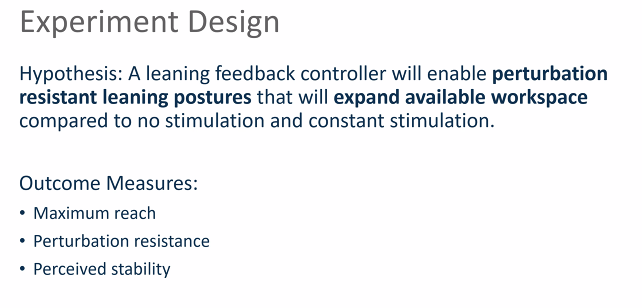 Experiment Design
Hypothesis: A leaning feedback controller will enable perturbation
resistant leaning postures that will expand available workspace
compared to no stimulation and constant stimulation.
Outcome Measures:
• Maximum reach
• Perturbation resistance
• Perceived stability